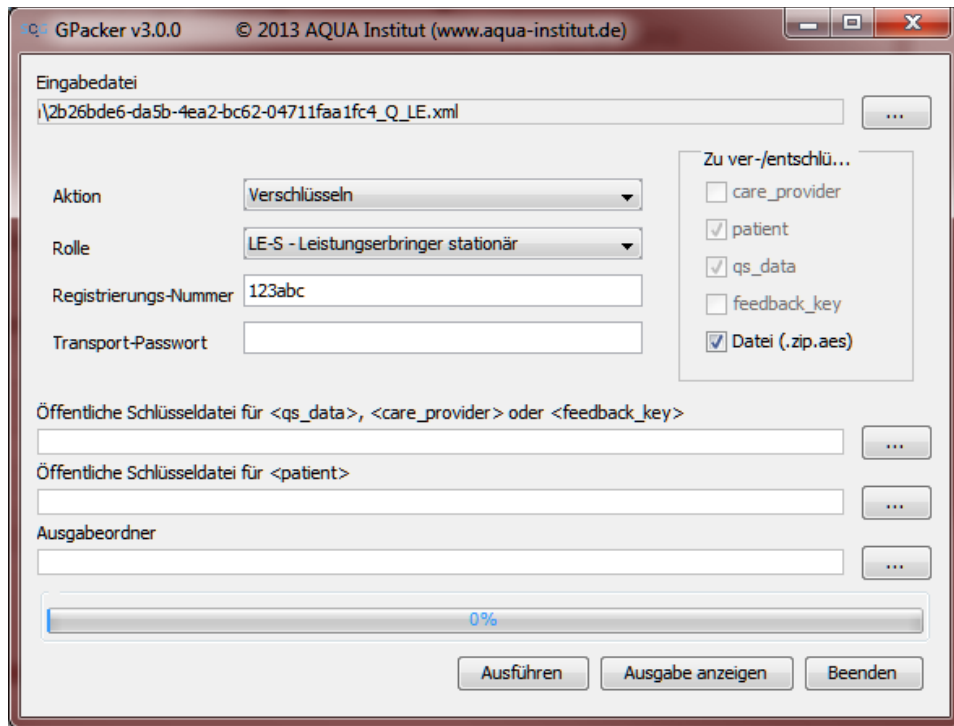 GPacker v3.0.0 © 2013 AQUA Institut (www.aqua-institut.de)
Eingabedatei
\2b26bde6-da5b-4ea2-bc62-04711faa1fc4_Q_LE.xml
...
Zu ver-/entschlü...
Aktion
Verschlüsseln
care_provider
Rolle
LE-S - Leistungserbringer stationär
patient
qs_data
Registrierungs-Nummer
123abc
feedback_key
Transport-Passwort
Datei (.zip.aes)
Öffentliche Schlüsseldatei für <qs_data>, <care_provider> oder <feedback_key>
...
Öffentliche Schlüsseldatei für <patient>
...
Ausgabeordner
...
0%
Ausführen
Ausgabe anzeigen
Beenden